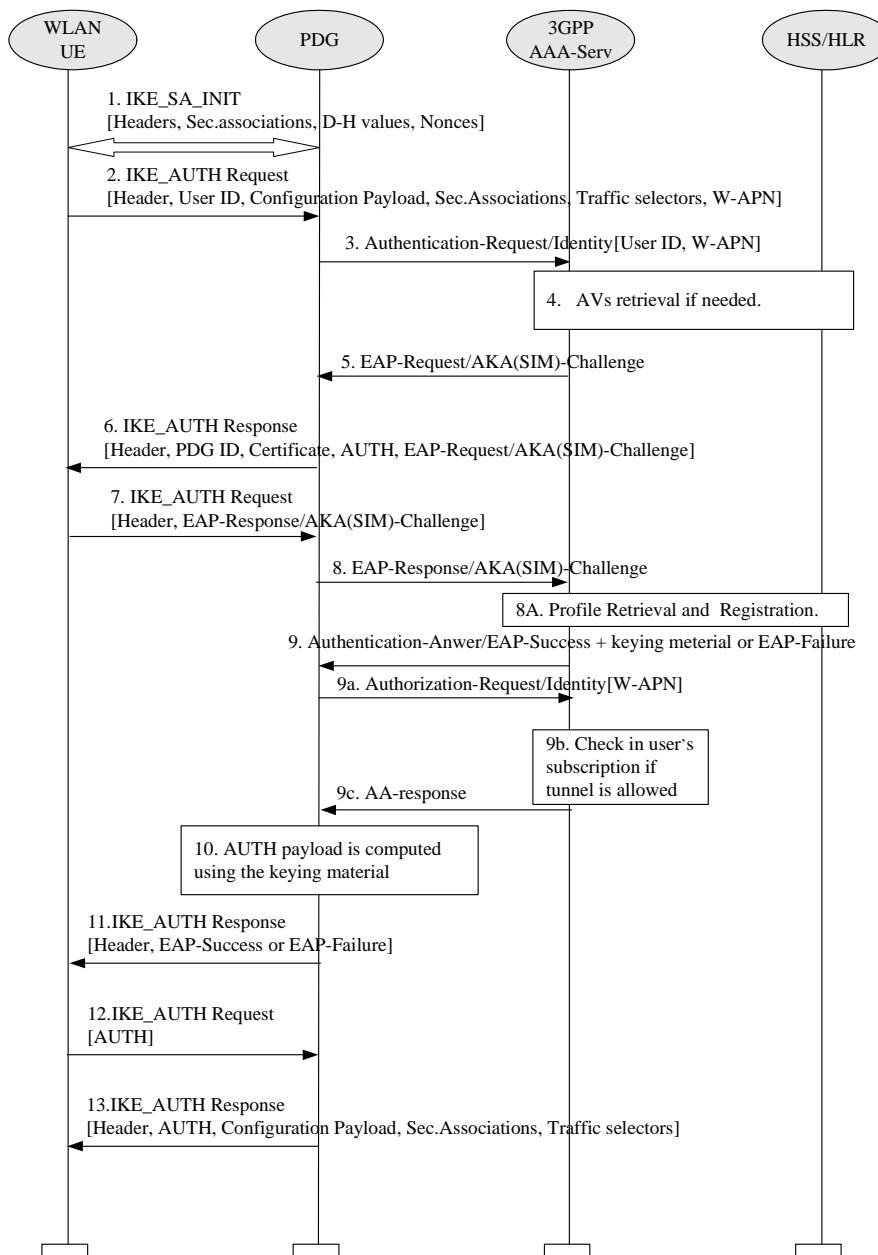 WLAN
UE
PDG
3GPP
AAA-Serv
HSS/HLR
1. IKE_SA_INIT
[Headers, Sec.associations, D-H values, Nonces]
2. IKE_AUTH Request
[Header, User ID, Configuration Payload, Sec.Associations, Traffic selectors, W-APN]
3. Authentication-Request/Identity[User ID, W-APN]
4. AVs retrieval if needed.
5. EAP-Request/AKA(SIM)-Challenge
6. IKE_AUTH Response
[Header, PDG ID, Certificate, AUTH, EAP-Request/AKA(SIM)-Challenge]
7. IKE_AUTH Request
[Header, EAP-Response/AKA(SIM)-Challenge]
8. EAP-Response/AKA(SIM)-Challenge
8A. Profile Retrieval and Registration.
9. Authentication-Anwer/EAP-Success + keying meterial or EAP-Failure
9a. Authorization-Request/Identity[W-APN]
9b. Check in user's
subscription if
tunnel is allowed
9c. AA-response
10. AUTH payload is computed
using the keying material
11.IKE_AUTH Response
[Header, EAP-Success or EAP-Failure]
12.IKE_AUTH Request
[AUTH]
13.IKE_AUTH Response
[Header, AUTH, Configuration Payload, Sec.Associations, Traffic selectors]